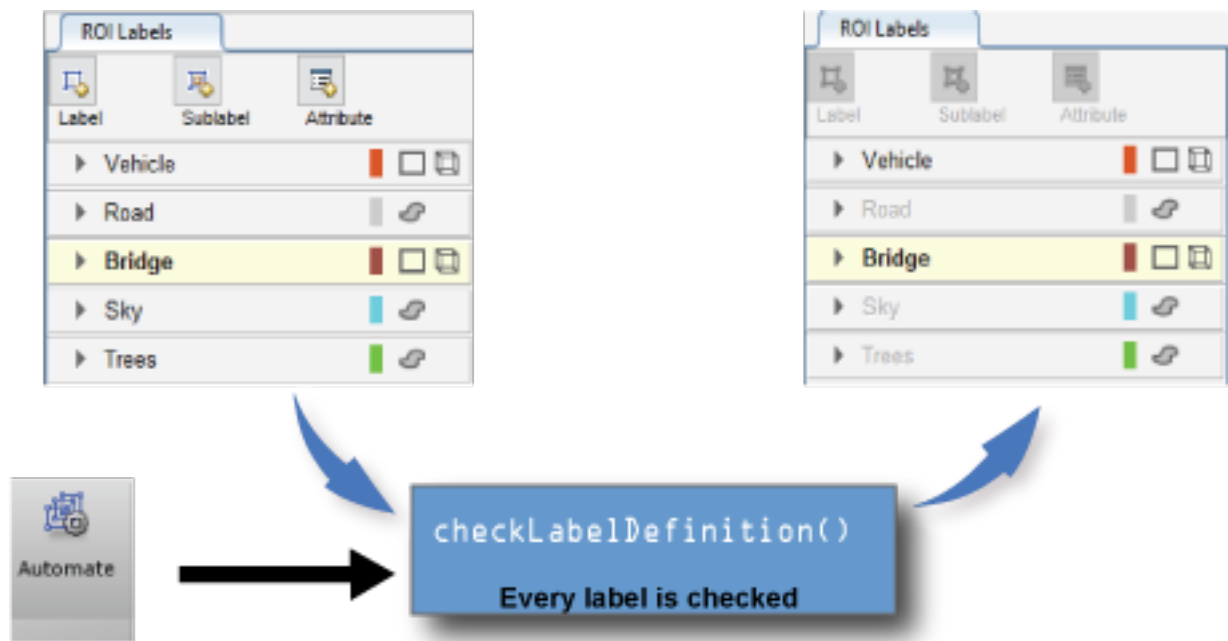 ROI Labels
Label Sublabel Attribute
Vehicle
Road
Bridge
Sky
Trees
ROI Labels
Label Sublabel Attribute
Vehicle
Road
Bridge
Sky
Trees
Automate
checkLabelDefinition()
Every label is checked